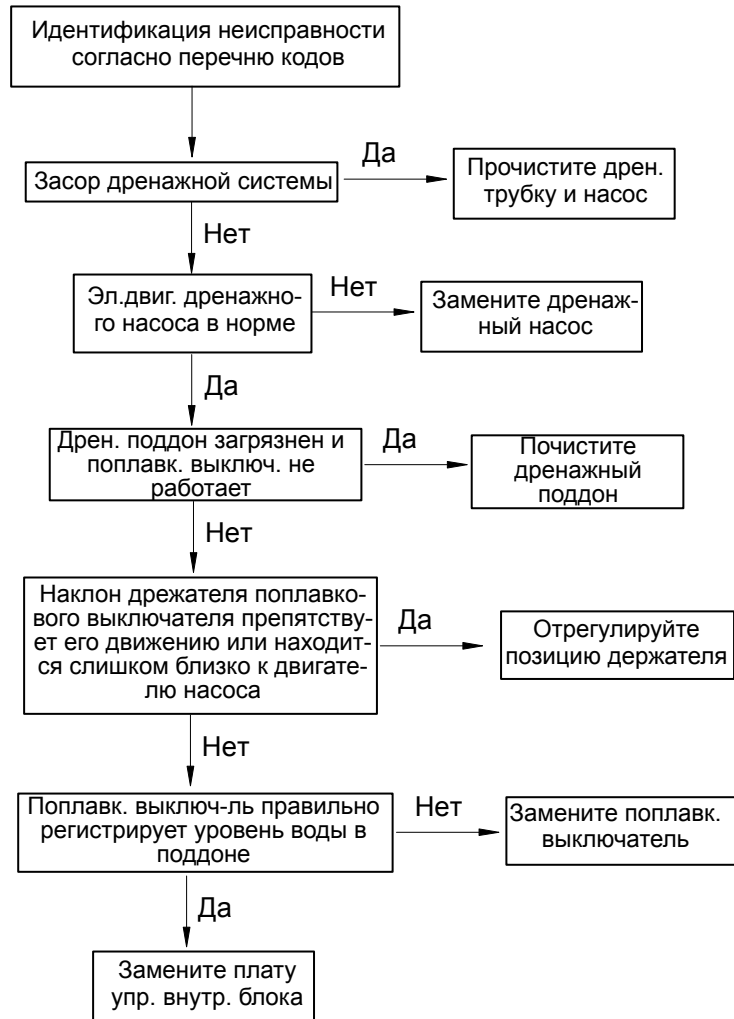 Идентификация неисправности
согласно перечню кодов
Засор дренажной системы
Да
Прочистите дрен.
трубку и насос
Нет
Эл.двиг. дренажно-
го насоса в норме
Нет
Замените дренаж-
ный насос
Да
Дрен. поддон загрязнен и
поплавк. выключ. не
работает
Да
Почистите
дренажный
поддон
Нет
Наклон дрежателя поплавко-
вого выключателя препятству-
ет его движению или находит-
ся слишком близко к двигате-
лю насоса
Да
Отрегулируйте
позицию держателя
Нет
Поплавк. выключ-ль правильно
регистрирует уровень воды в
поддоне
Нет
Замените поплавк.
выключатель
Да
Замените плату
упр. внутр. блока